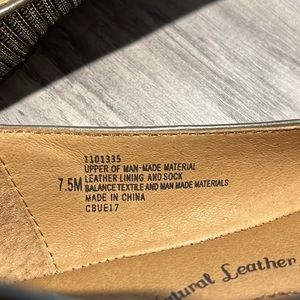 1101335
UPPER OF MAN-MADE MATERIAL
LEATHER LINING AND SOCK
7.5M BALANCE TEXTILE AND MAN MADE MATERIALS
MADE IN CHINA
CBUE17
Natural Leather